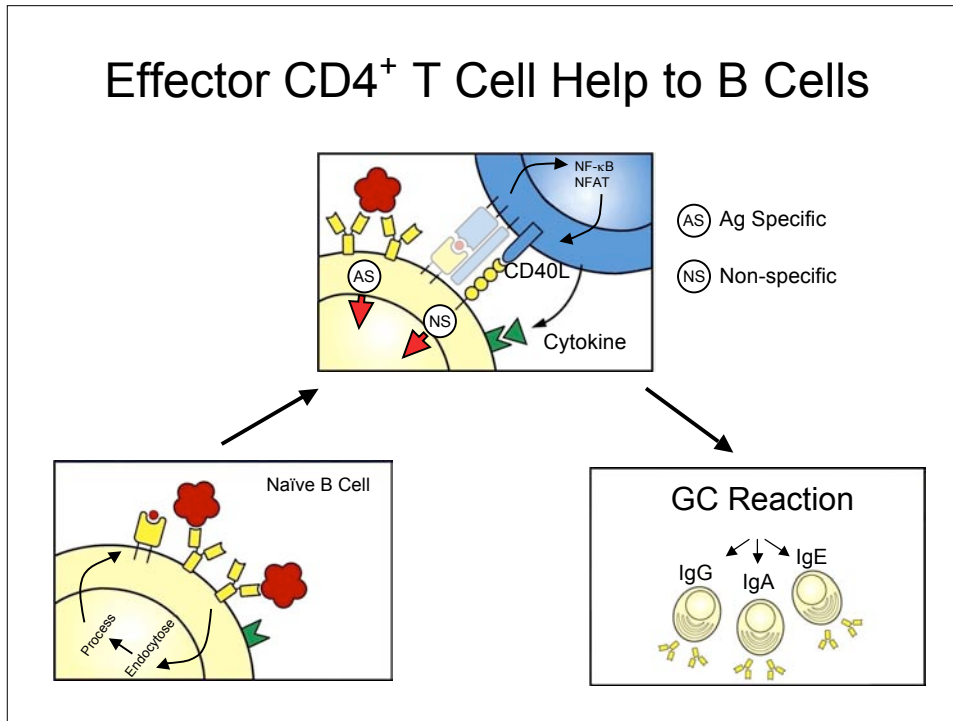 Effector CD4⁺ T Cell Help to B Cells
NF-κB
NFAT
CD40L
AS
NS
Cytokine
AS Ag Specific
NS Non-specific
Naïve B Cell
Process
Endocytose
GC Reaction
IgG
IgA
IgE